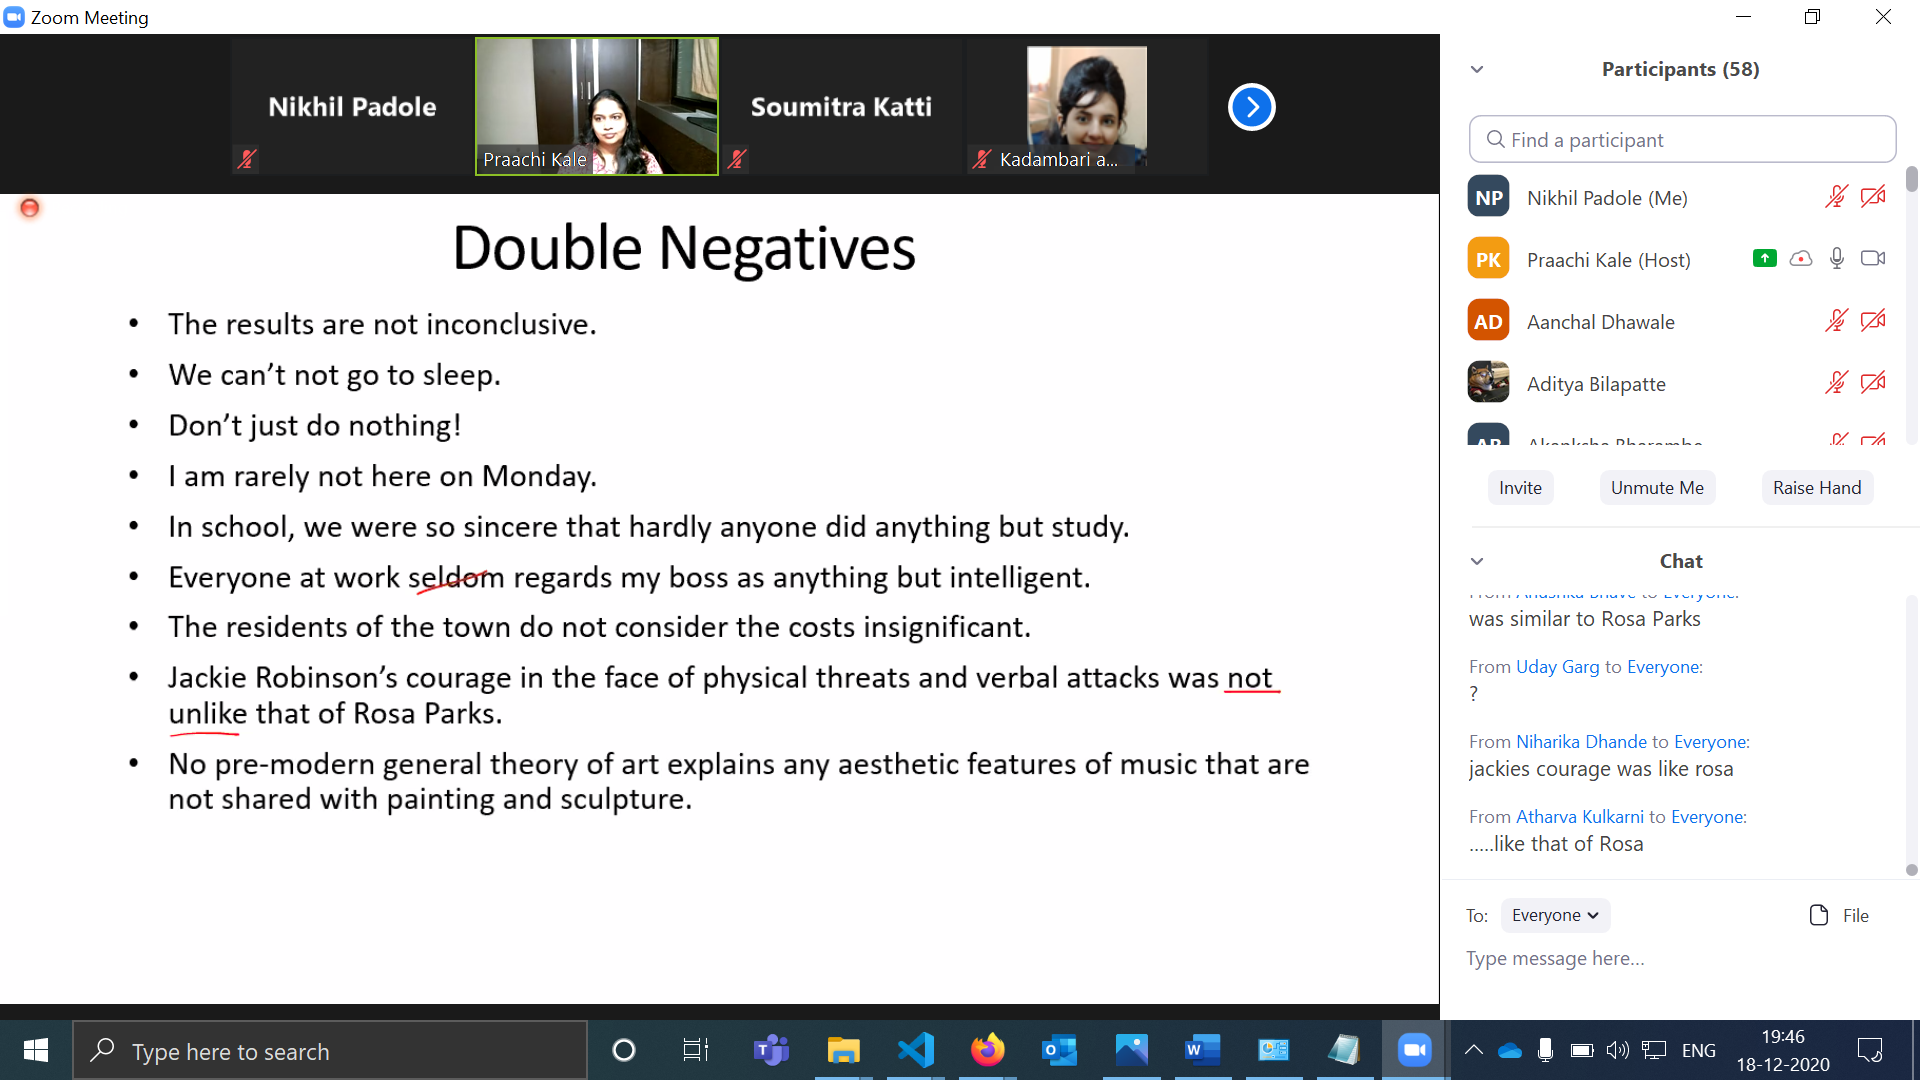 Zoom Meeting
Nikhil Padole
Praachi Kale
Soumitra Katti
Kadambari a...
Double Negatives
• The results are not inconclusive.
• We can’t not go to sleep.
• Don’t just do nothing!
• I am rarely not here on Monday.
• In school, we were so sincere that hardly anyone did anything but study.
• Everyone at work seldom regards my boss as anything but intelligent.
• The residents of the town do not consider the costs insignificant.
• Jackie Robinson’s courage in the face of physical threats and verbal attacks was not
unlike that of Rosa Parks.
• No pre-modern general theory of art explains any aesthetic features of music that are
not shared with painting and sculpture.
Participants (58)
Find a participant
NP Nikhil Padole (Me)
PK Praachi Kale (Host)
AD Aanchal Dhawale
Aditya Bilapatte
Invite Unmute Me Raise Hand
Chat
was similar to Rosa Parks
From Uday Garg to Everyone:
?
From Niharika Dhande to Everyone:
jackies courage was like rosa
From Atharva Kulkarni to Everyone:
.....like that of Rosa
To: Everyone File
Type message here...
Type here to search
ENG
19:46
18-12-2020